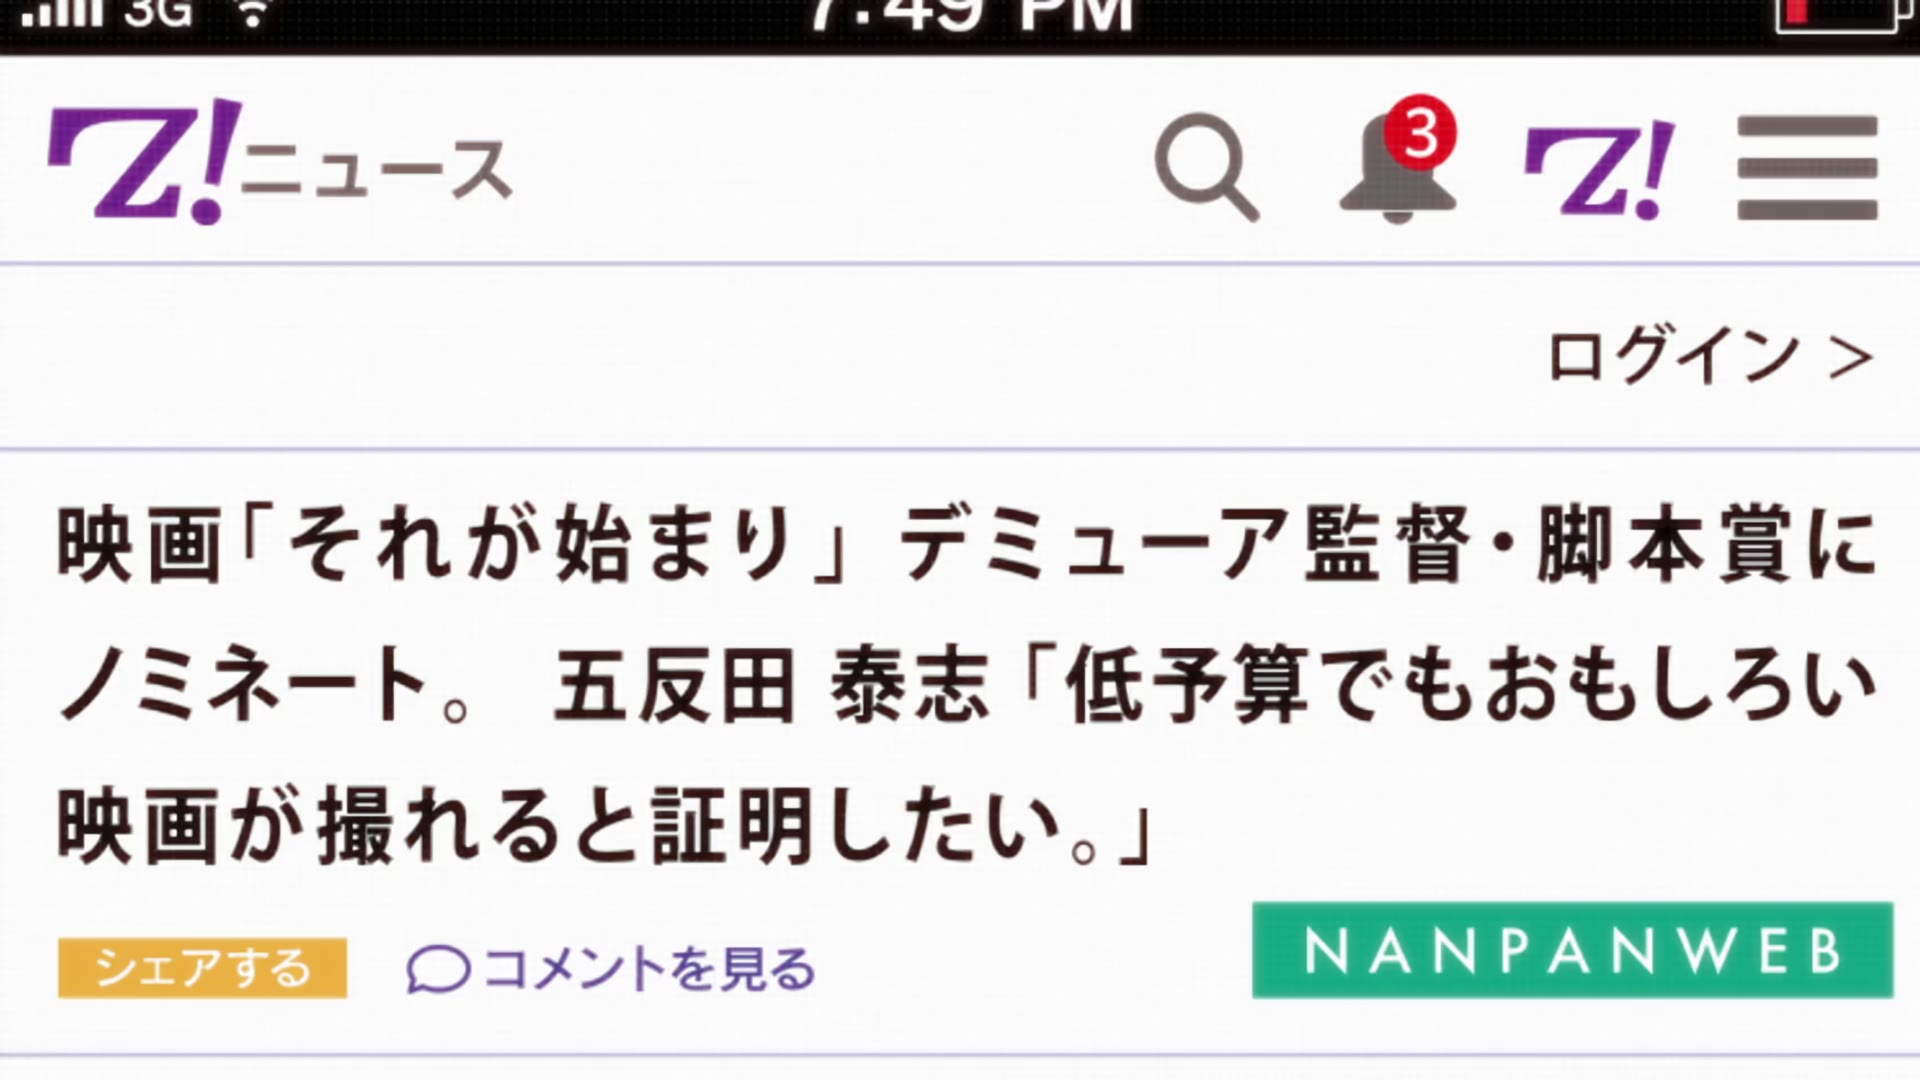 3G 7:49 PM
Z!ニュース
3
Z!
ログイン >
映画「それが始まり」デミューア監督・脚本賞に
ノミネート。 五反田 泰志「低予算でもおもしろい
映画が撮れると証明したい。」
シェアする コメントを見る NANPANWEB